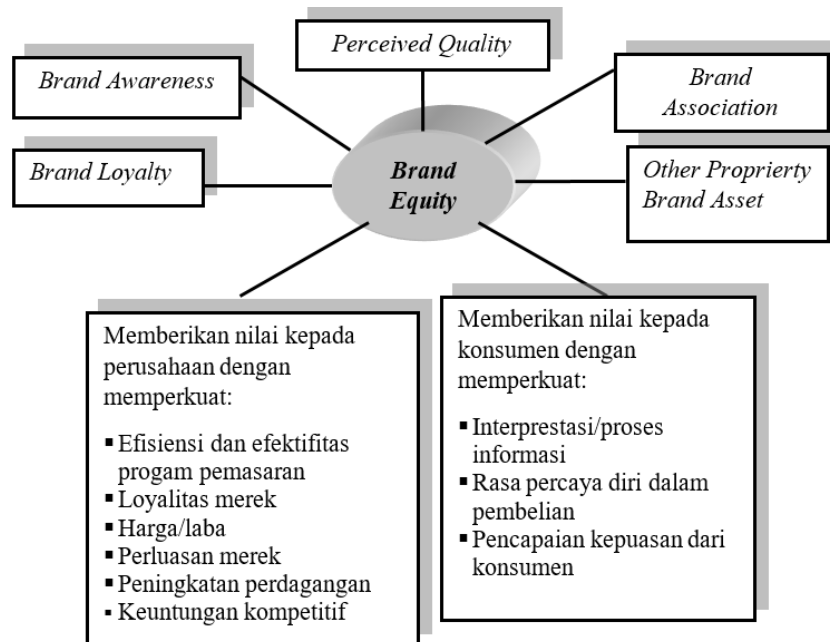 Perceived Quality
Brand Awareness
Brand
Association
Brand Loyalty
Brand
Equity
Other Proprierty
Brand Asset
Memberikan nilai kepada
perusahaan dengan
memperkuat:
▪ Efisiensi dan efektifitas
progam pemasaran
▪ Loyalitas merek
▪ Harga/laba
▪ Perluasan merek
▪ Peningkatan perdagangan
▪ Keuntungan kompetitif
Memberikan nilai kepada
konsumen dengan
memperkuat:
▪ Interprestasi/proses
informasi
▪ Rasa percaya diri dalam
pembelian
▪ Pencapaian kepuasan dari
konsumen